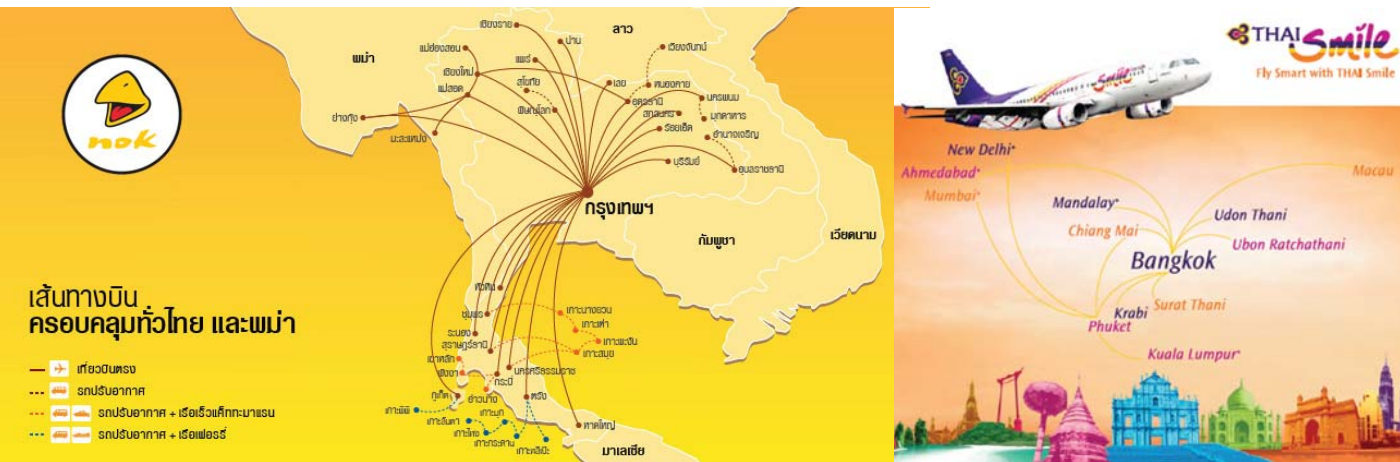 nok
เส้นทางบิน
ครอบคลุมทั่วไทย และพม่า
เที่ยวบินตรง
รถปรับอากาศ
รถปรับอากาศ + เรือเร็วแค็ททะมาแรน
รถปรับอากาศ + เรือเฟอร์รี่
พม่า
ลาว
กัมพูชา
เวียดนาม
มาเลเซีย
กรุงเทพฯ
เชียงราย
น่าน
แม่ฮ่องสอน
เชียงใหม่
แม่สอด
แพร่
สุโขทัย
พิษณุโลก
ย่างกุ้ง
มะละแหม่ง
เวียงจันทน์
เลย
หนองคาย
อุดรธานี
นครพนม
สกลนคร
มุกดาหาร
ร้อยเอ็ด
อำนาจเจริญ
บุรีรัมย์
อุบลราชธานี
หัวหิน
ชุมพร
ระนอง
สุราษฎร์ธานี
เขาหลัก
พังงา
ภูเก็ต
อ่าวนาง
กระบี่
นครศรีธรรมราช
ตรัง
หาดใหญ่
เกาะนางยวน
เกาะเต่า
เกาะพะงัน
เกาะสมุย
เกาะพีพี
เกาะลันตา
เกาะมุก
เกาะไหง
เกาะกระดาน
เกาะหลีเป๊ะ
THAI Smile
Fly Smart with THAI Smile
Smile
New Delhi*
Ahmedabad*
Mumbai*
Macau
Mandalay*
Chiang Mai
Udon Thani
Ubon Ratchathani
Bangkok
Krabi
Surat Thani
Phuket
Kuala Lumpur*